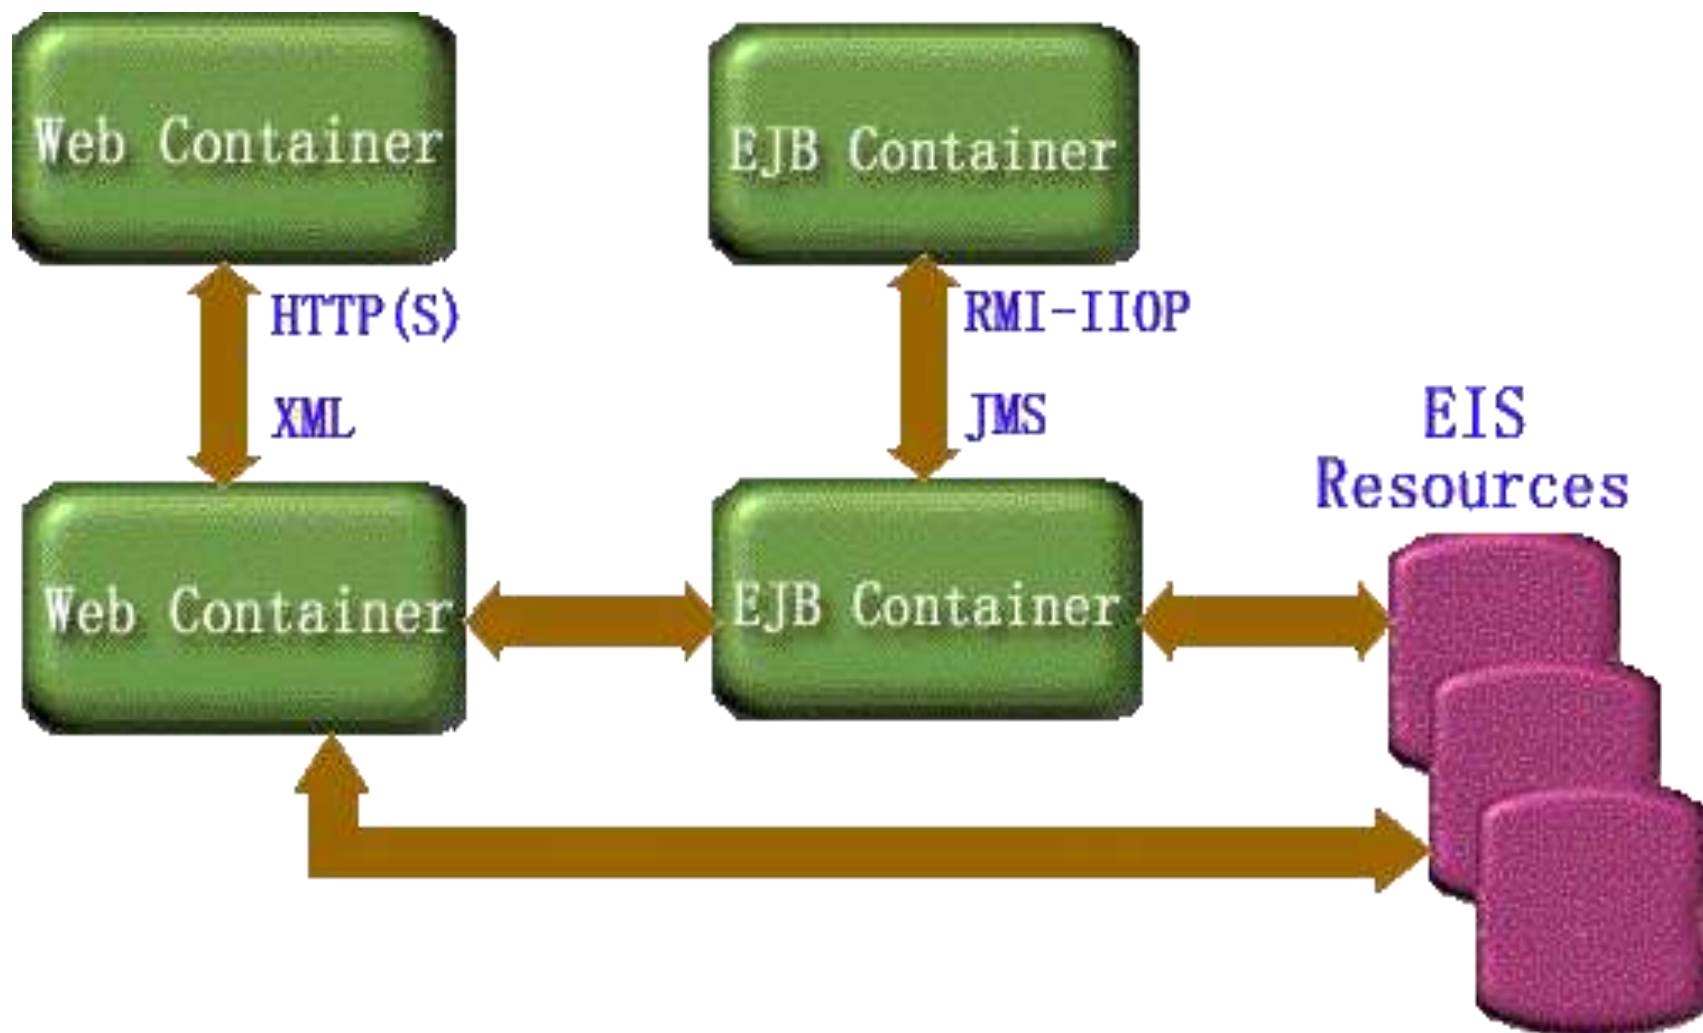 Web Container
EJB Container
HTTP(S)
RMI-IIOP
XML
JMS
EIS
Resources
Web Container
EJB Container